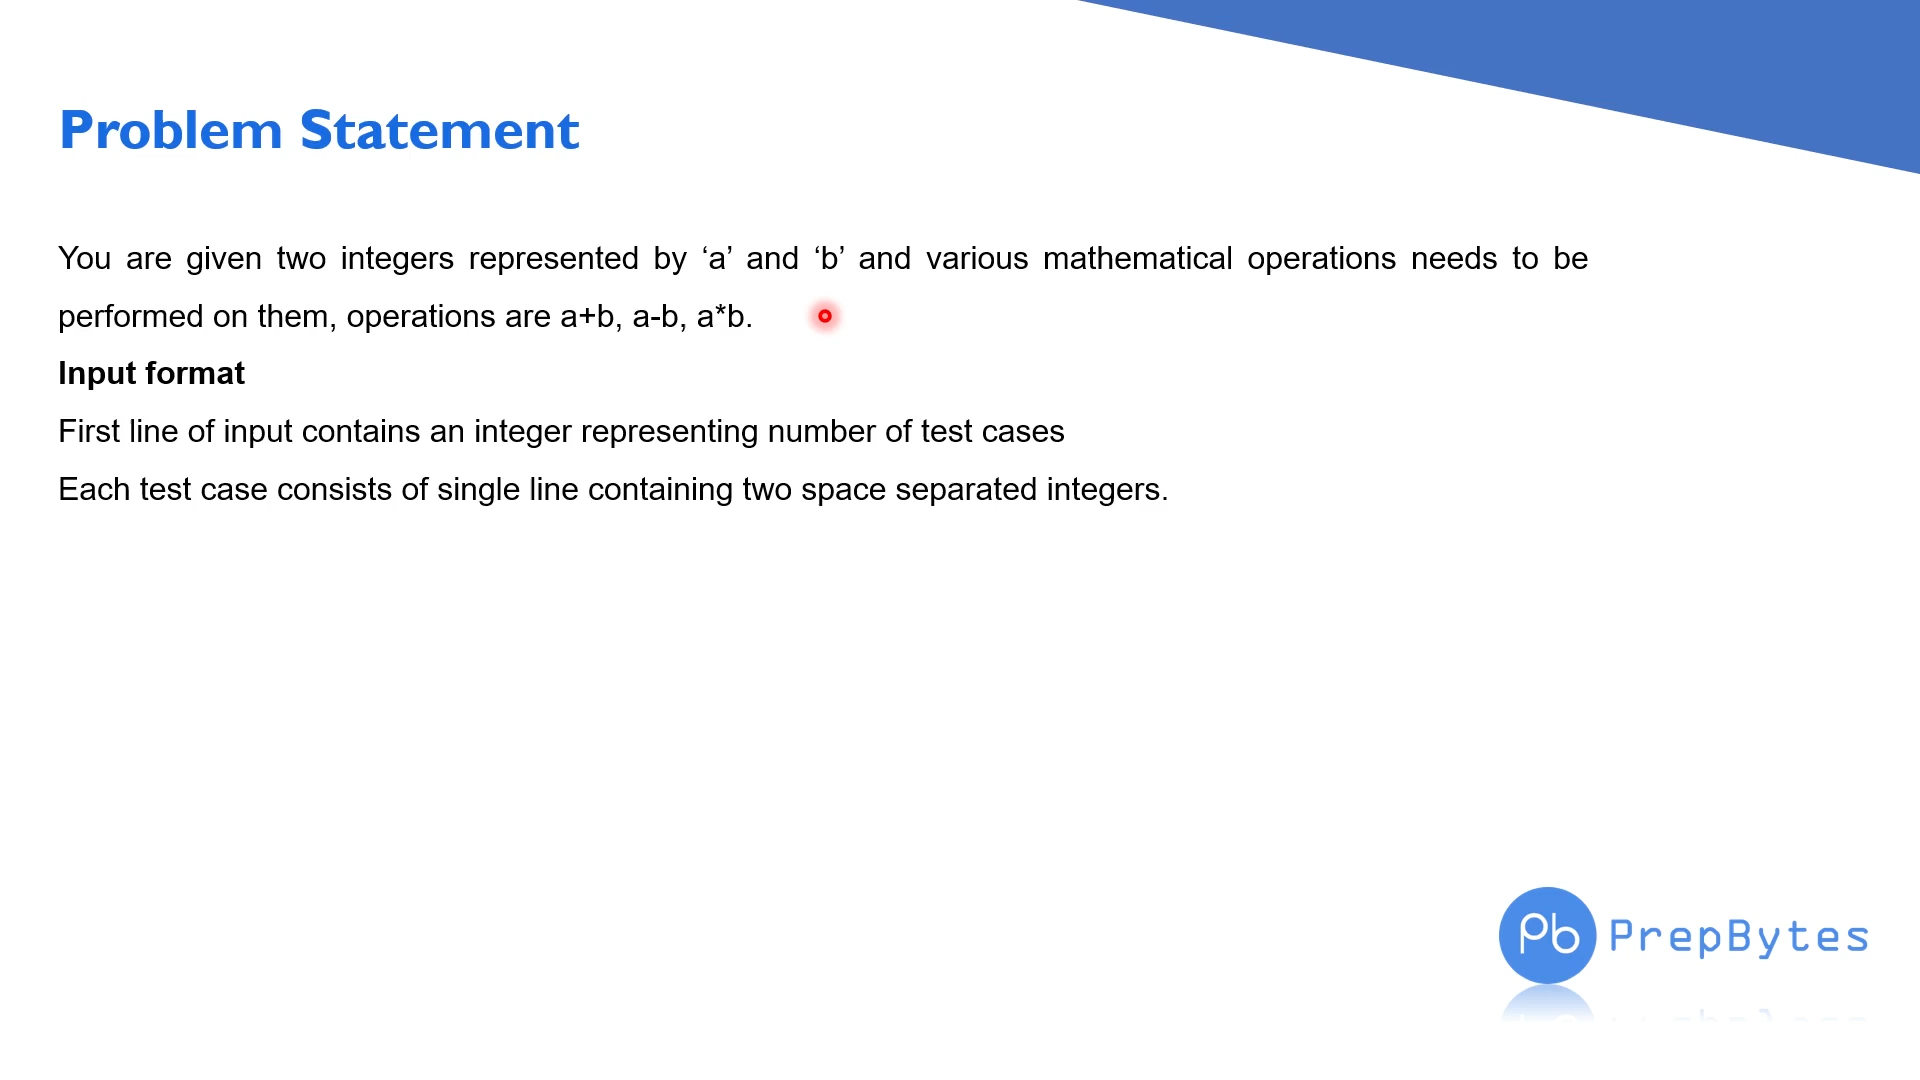 Problem Statement
You are given two integers represented by ‘a’ and ‘b’ and various mathematical operations needs to be
performed on them, operations are a+b, a-b, a*b.
Input format
First line of input contains an integer representing number of test cases
Each test case consists of single line containing two space separated integers.
Pb PrepBytes